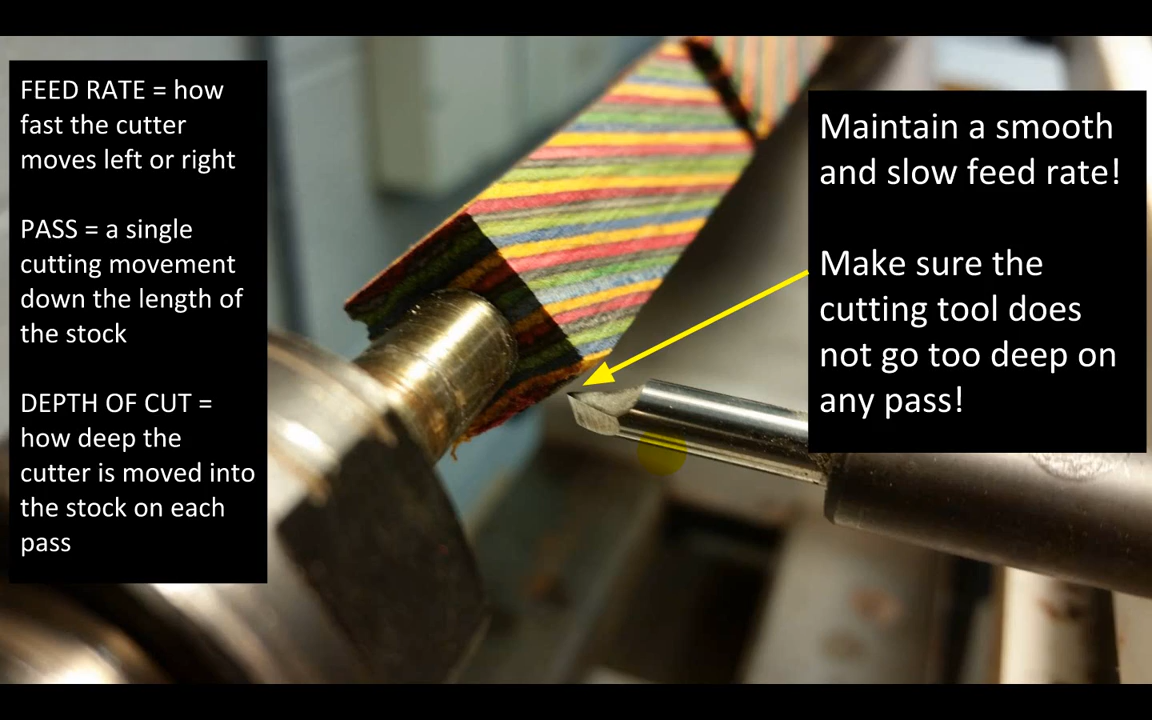 FEED RATE = how
fast the cutter
moves left or right
PASS = a single
cutting movement
down the length of
the stock
DEPTH OF CUT =
how deep the
cutter is moved into
the stock on each
pass
Maintain a smooth
and slow feed rate!
Make sure the
cutting tool does
not go too deep on
any pass!